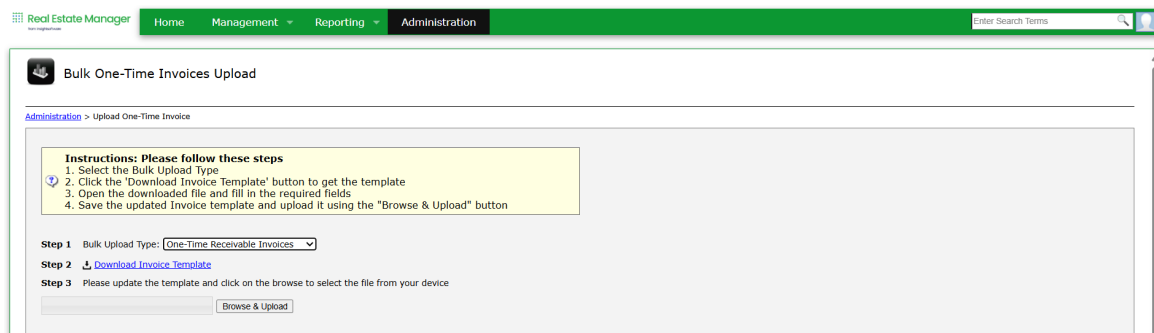 Real Estate Manager
from insightsoftware
Home
Management
Reporting
Administration
Enter Search Terms
Bulk One-Time Invoices Upload
Administration > Upload One-Time Invoice
Instructions: Please follow these steps
1. Select the Bulk Upload Type
2. Click the 'Download Invoice Template' button to get the template
3. Open the downloaded file and fill in the required fields
4. Save the updated Invoice template and upload it using the "Browse & Upload" button
Step 1 Bulk Upload Type: One-Time Receivable Invoices
Step 2 Download Invoice Template
Step 3 Please update the template and click on the browse to select the file from your device
Browse & Upload